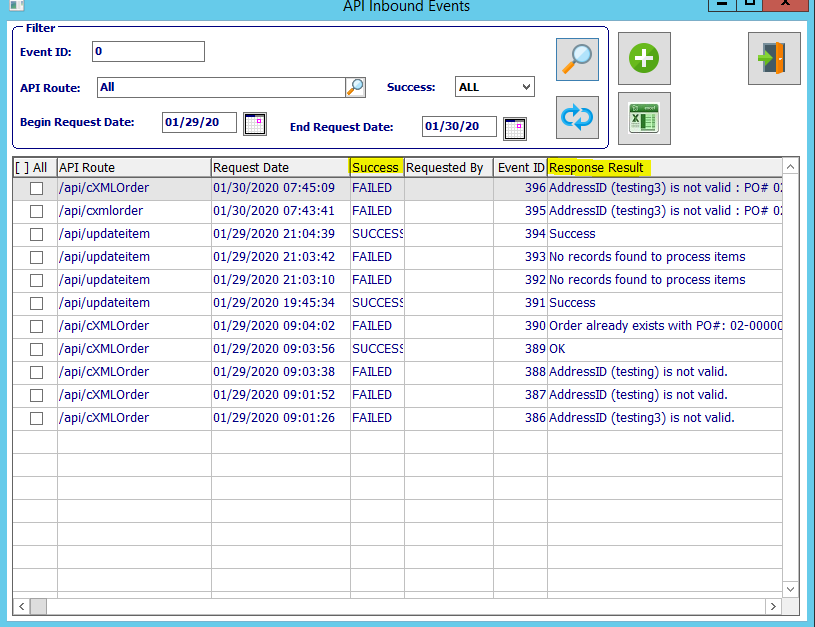 API Inbound Events
Filter
Event ID: 0
API Route: All Success: ALL
Begin Request Date: 01/29/20 End Request Date: 01/30/20
[ ] All API Route Request Date Success Requested By Event ID Response Result
/api/cXMLOrder 01/30/2020 07:45:09 FAILED 396 AddressID (testing3) is not valid : PO# 02
/api/cxmlorder 01/30/2020 07:43:41 FAILED 395 AddressID (testing3) is not valid : PO# 02
/api/updateitem 01/29/2020 21:04:39 SUCCESS 394 Success
/api/updateitem 01/29/2020 21:03:42 FAILED 393 No records found to process items
/api/updateitem 01/29/2020 21:03:10 FAILED 392 No records found to process items
/api/updateitem 01/29/2020 19:45:34 SUCCESS 391 Success
/api/cXMLOrder 01/29/2020 09:04:02 FAILED 390 Order already exists with PO#: 02-00000
/api/cXMLOrder 01/29/2020 09:03:56 SUCCESS 389 OK
/api/cXMLOrder 01/29/2020 09:03:38 FAILED 388 AddressID (testing) is not valid.
/api/cXMLOrder 01/29/2020 09:01:52 FAILED 387 AddressID (testing) is not valid.
/api/cXMLOrder 01/29/2020 09:01:26 FAILED 386 AddressID (testing3) is not valid.